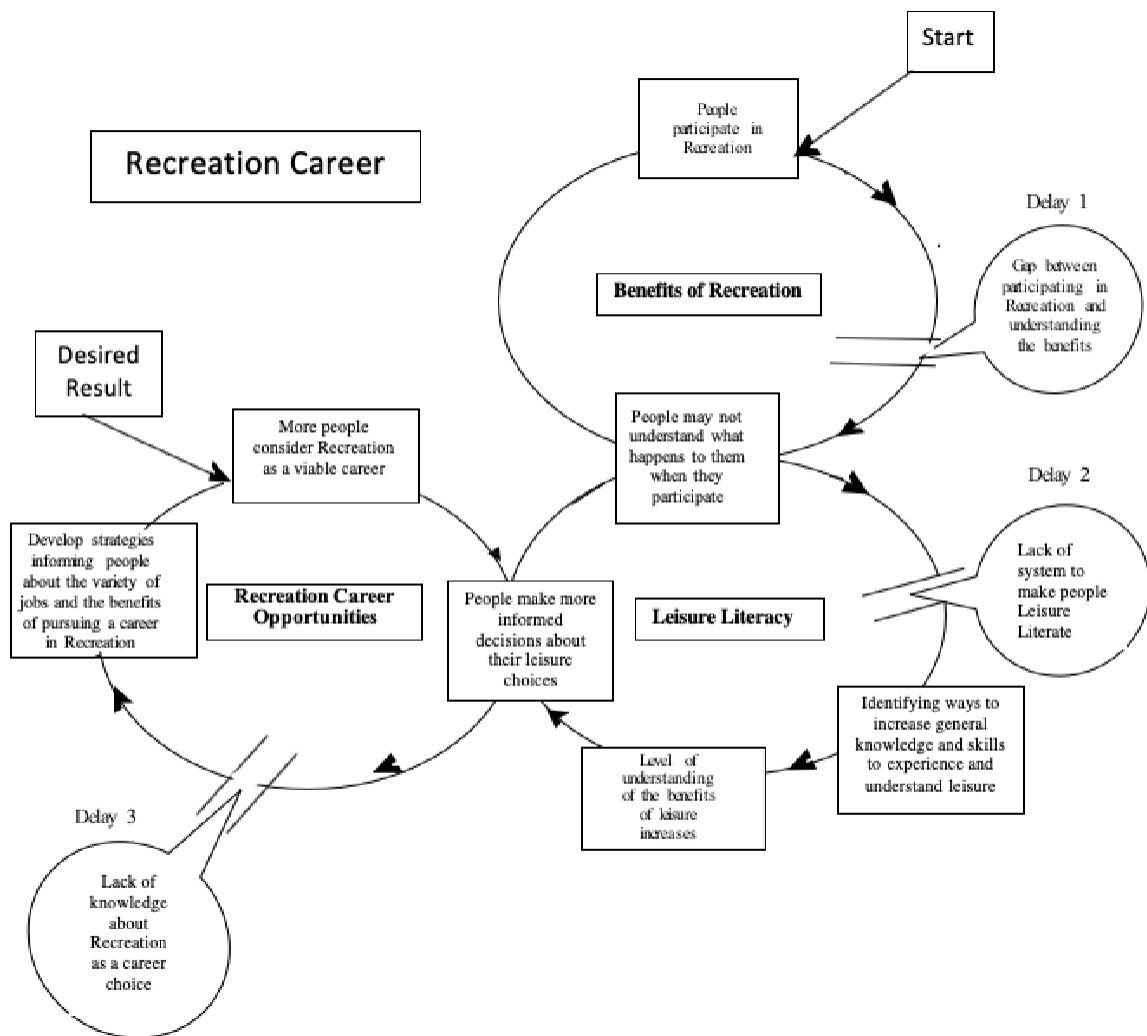 Start
People
participate in
Recreation
Recreation Career
Delay 1
Gap between
participating in
Recreation and
understanding
the benefits
Benefits of Recreation
Desired
Result
People may not
understand what
happens to them
when they
participate
More people
consider Recreation
as a viable career
Delay 2
Lack of
system to
make people
Leisure
Literate
Develop strategies
informing people
about the variety of
jobs and the benefits
of pursuing a career
in Recreation
Recreation Career
Opportunities
People make more
informed
decisions about
their leisure
choices
Leisure Literacy
Identifying ways to
increase general
knowledge and skills
to experience and
understand leisure
Level of
understanding
of the benefits
of leisure
increases
Delay 3
Lack of
knowledge
about
Recreation
as a career
choice